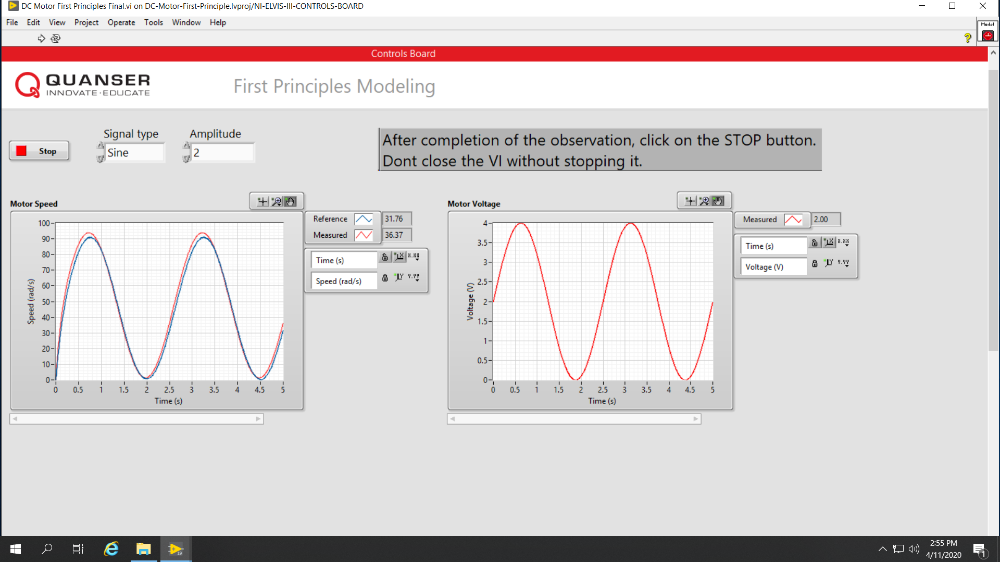 DC Motor First Principles Final.vi on DC-Motor-First-Principle.lvproj/NI-ELVIS-III-CONTROLS-BOARD
File Edit View Project Operate Tools Window Help
Model
Controls Board
QUANSER
INNOVATE·EDUCATE
First Principles Modeling
Stop
Signal type
Sine
Amplitude
2
After completion of the observation, click on the STOP button.
Dont close the VI without stopping it.
Motor Speed
100
90
80
70
60
50
40
30
20
10
0
Speed (rad/s)
0 0.5 1 1.5 2 2.5 3 3.5 4 4.5 5
Time (s)
Reference 31.76
Measured 36.37
Time (s) X X.XX
Speed (rad/s) Y Y.YY
Motor Voltage
4
3.5
3
2.5
2
1.5
1
0.5
0
Voltage (V)
0 0.5 1 1.5 2 2.5 3 3.5 4 4.5 5
Time (s)
Measured 2.00
Time (s) X X.XX
Voltage (V) Y Y.YY
19
2:55 PM
4/11/2020
1